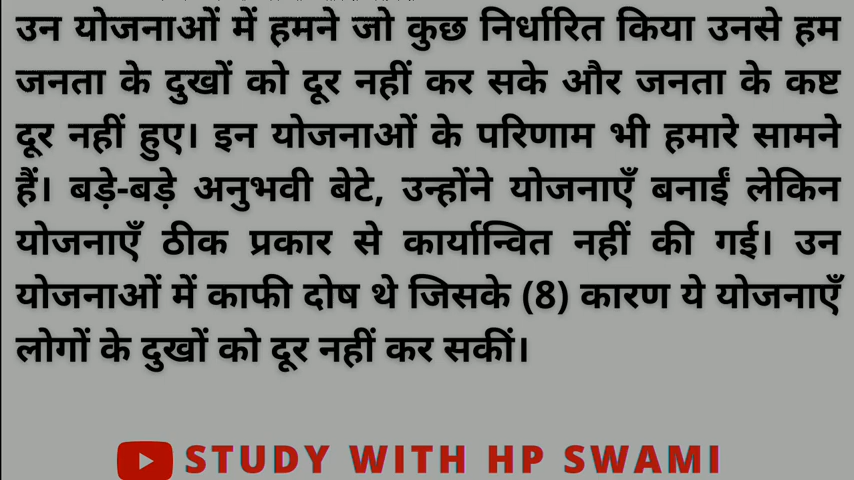 उन योजनाओं में हमने जो कुछ निर्धारित किया उनसे हम
जनता के दुखों को दूर नहीं कर सके और जनता के कष्ट
दूर नहीं हुए। इन योजनाओं के परिणाम भी हमारे सामने
हैं। बड़े-बड़े अनुभवी बेटे, उन्होंने योजनाएँ बनाईं लेकिन
योजनाएँ ठीक प्रकार से कार्यान्वित नहीं की गई। उन
योजनाओं में काफी दोष थे जिसके (8) कारण ये योजनाएँ
लोगों के दुखों को दूर नहीं कर सकीं।
STUDY WITH HP SWAMI